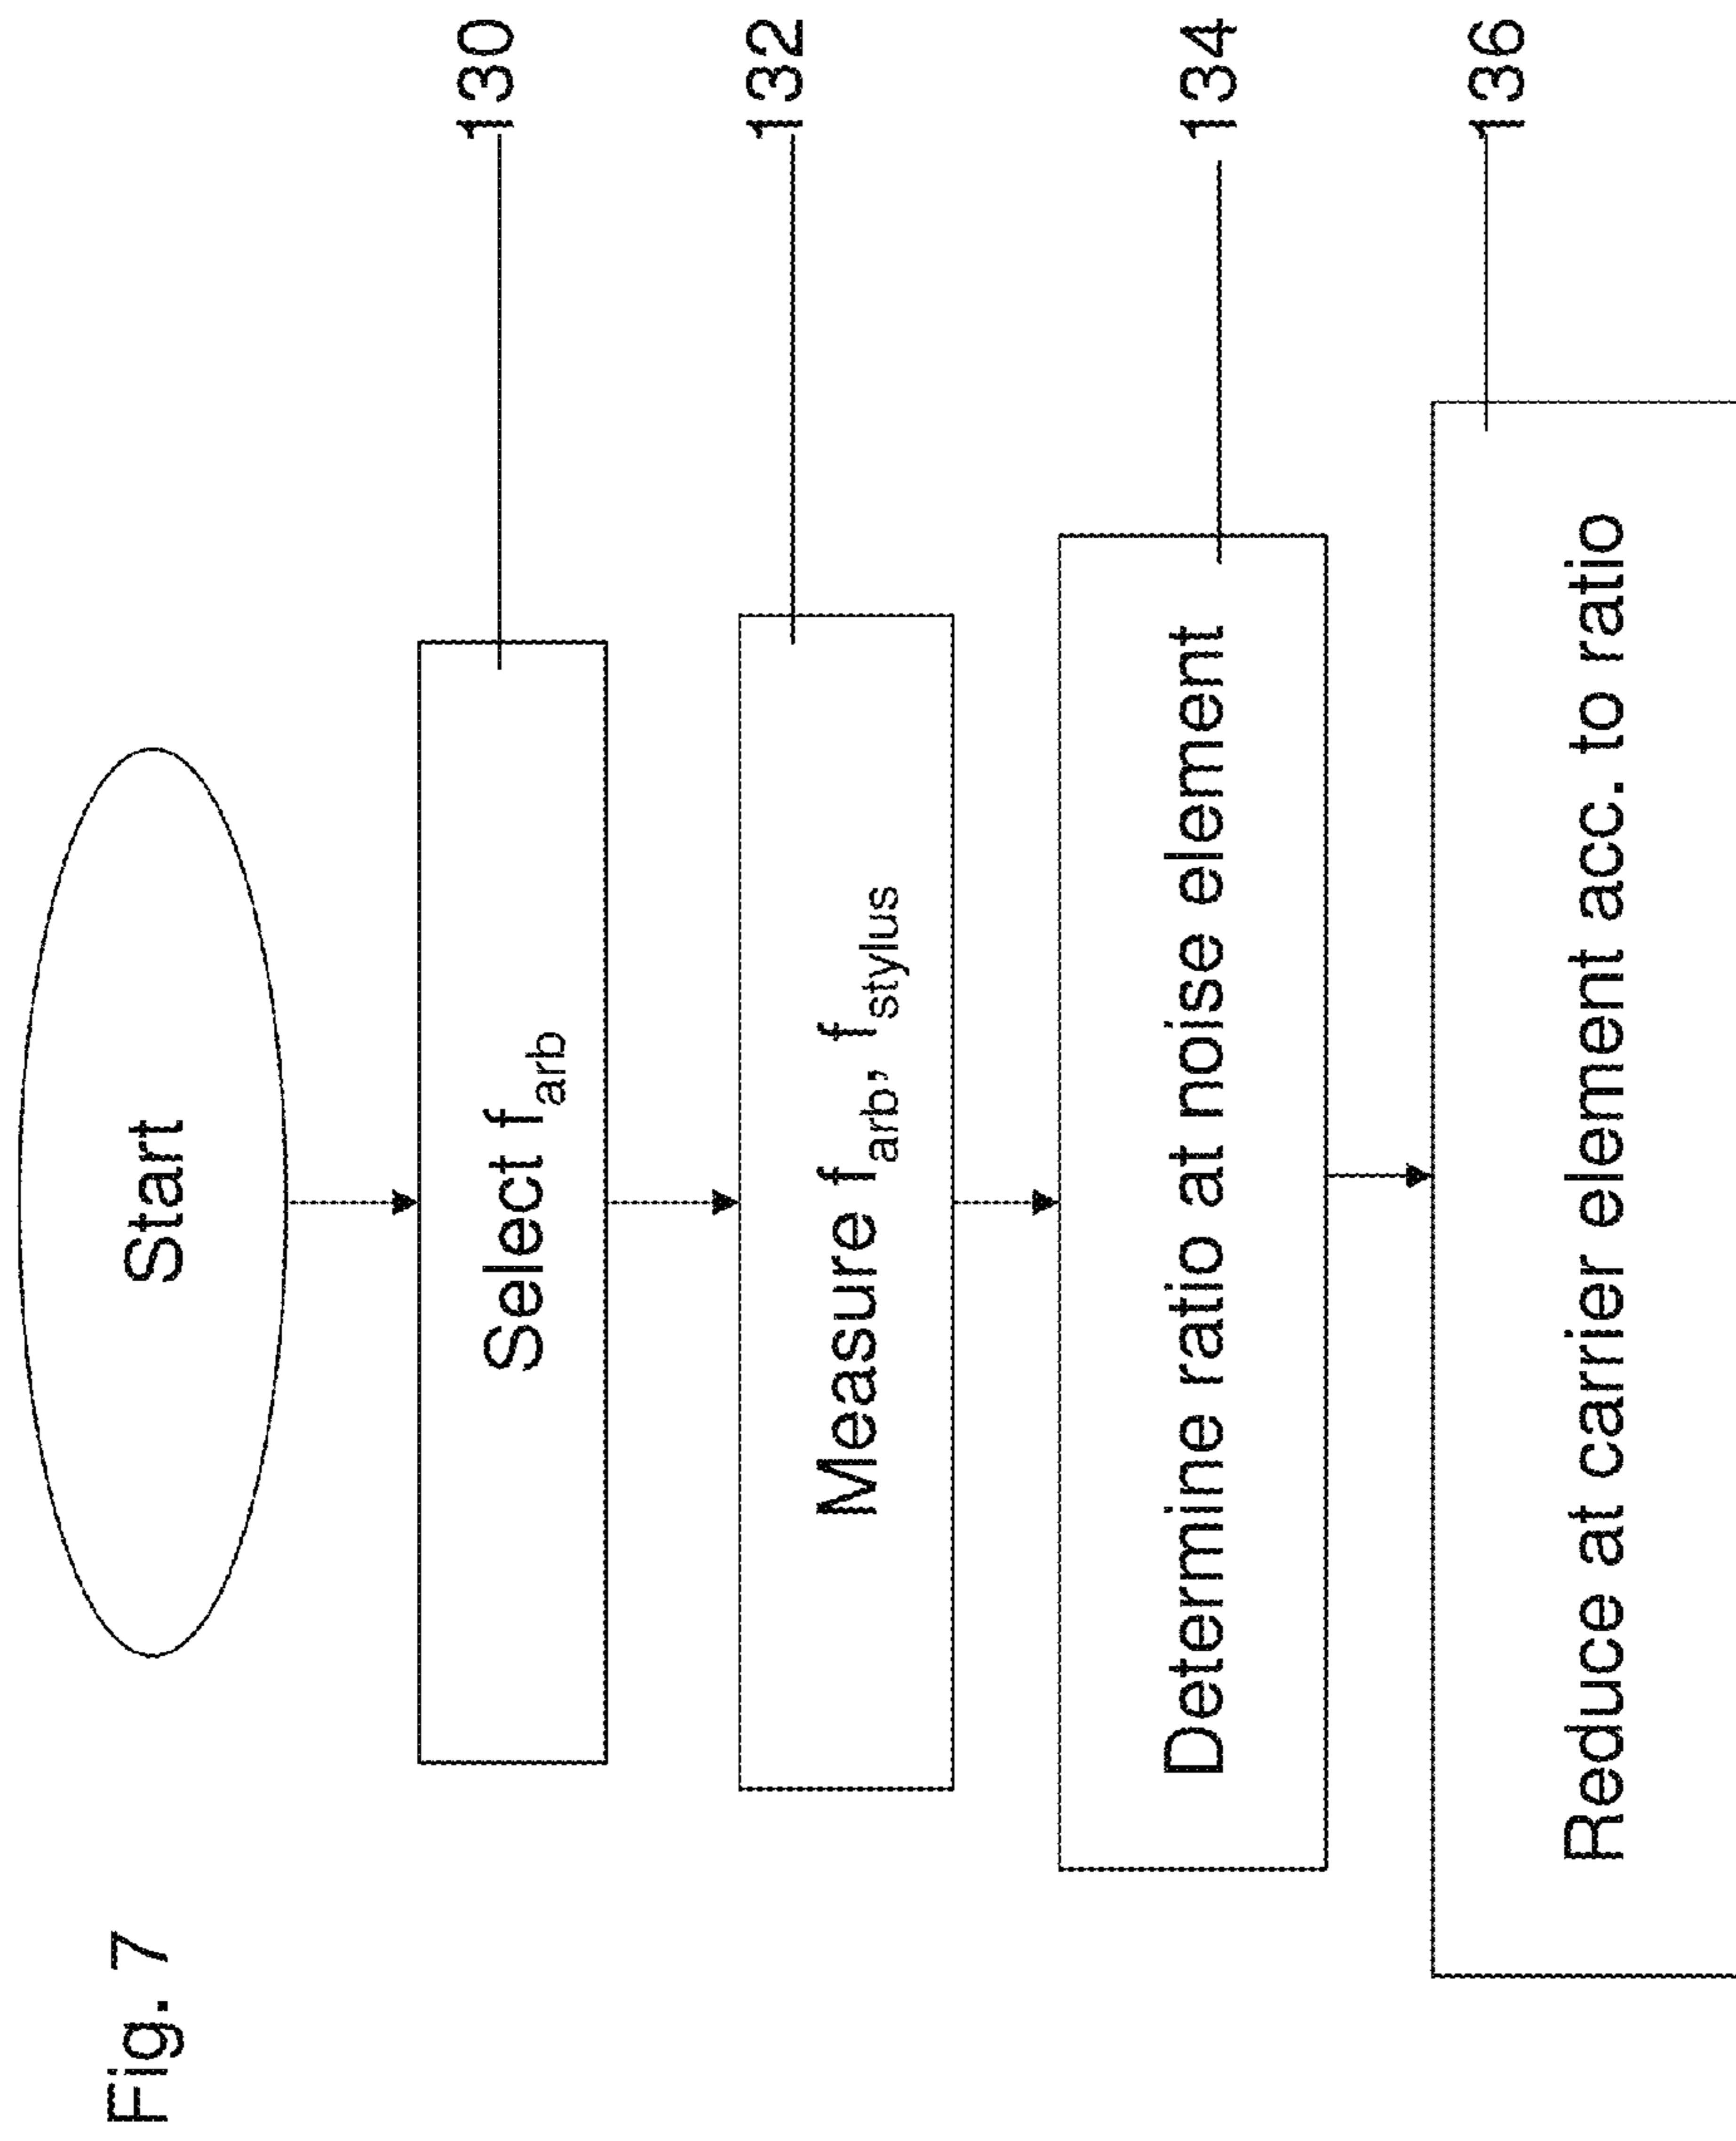 Fig. 7
Start
Select f_arb
130
Measure f_arb, f_stylus
132
Determine ratio at noise element
134
Reduce at carrier element acc. to ratio
136